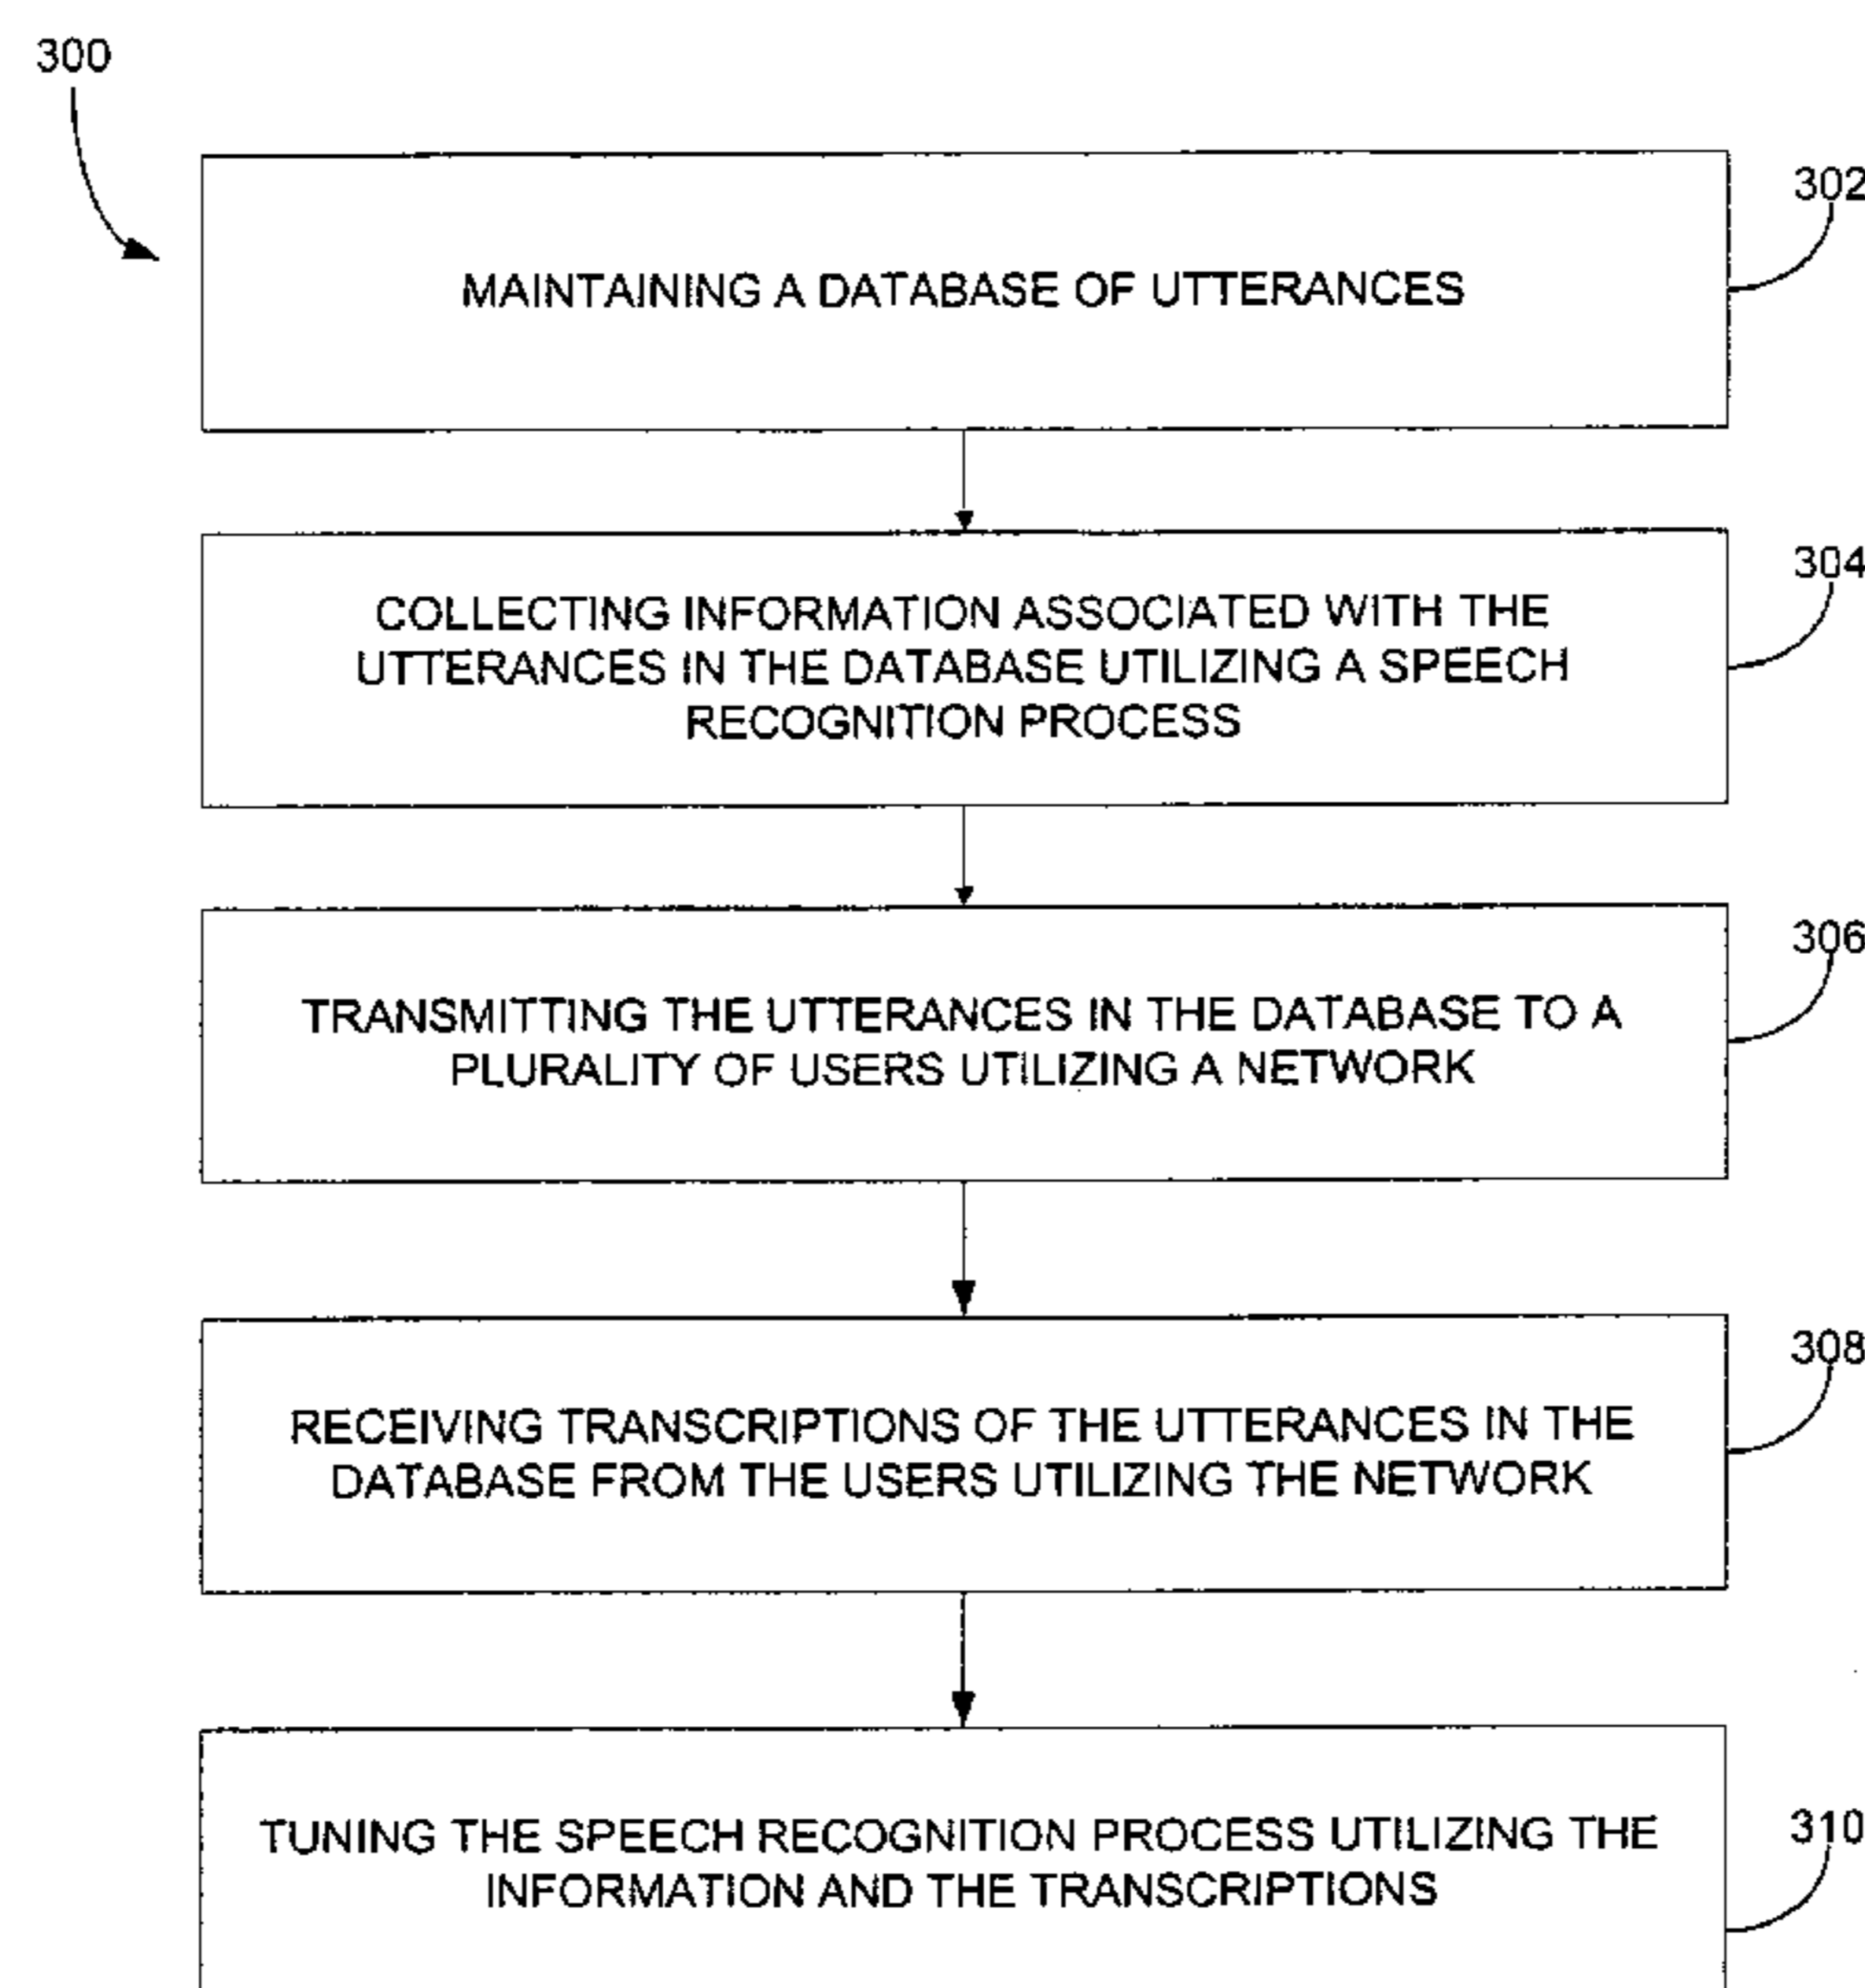 300
302
MAINTAINING A DATABASE OF UTTERANCES
304
COLLECTING INFORMATION ASSOCIATED WITH THE
UTTERANCES IN THE DATABASE UTILIZING A SPEECH
RECOGNITION PROCESS
306
TRANSMITTING THE UTTERANCES IN THE DATABASE TO A
PLURALITY OF USERS UTILIZING A NETWORK
308
RECEIVING TRANSCRIPTIONS OF THE UTTERANCES IN THE
DATABASE FROM THE USERS UTILIZING THE NETWORK
310
TUNING THE SPEECH RECOGNITION PROCESS UTILIZING THE
INFORMATION AND THE TRANSCRIPTIONS